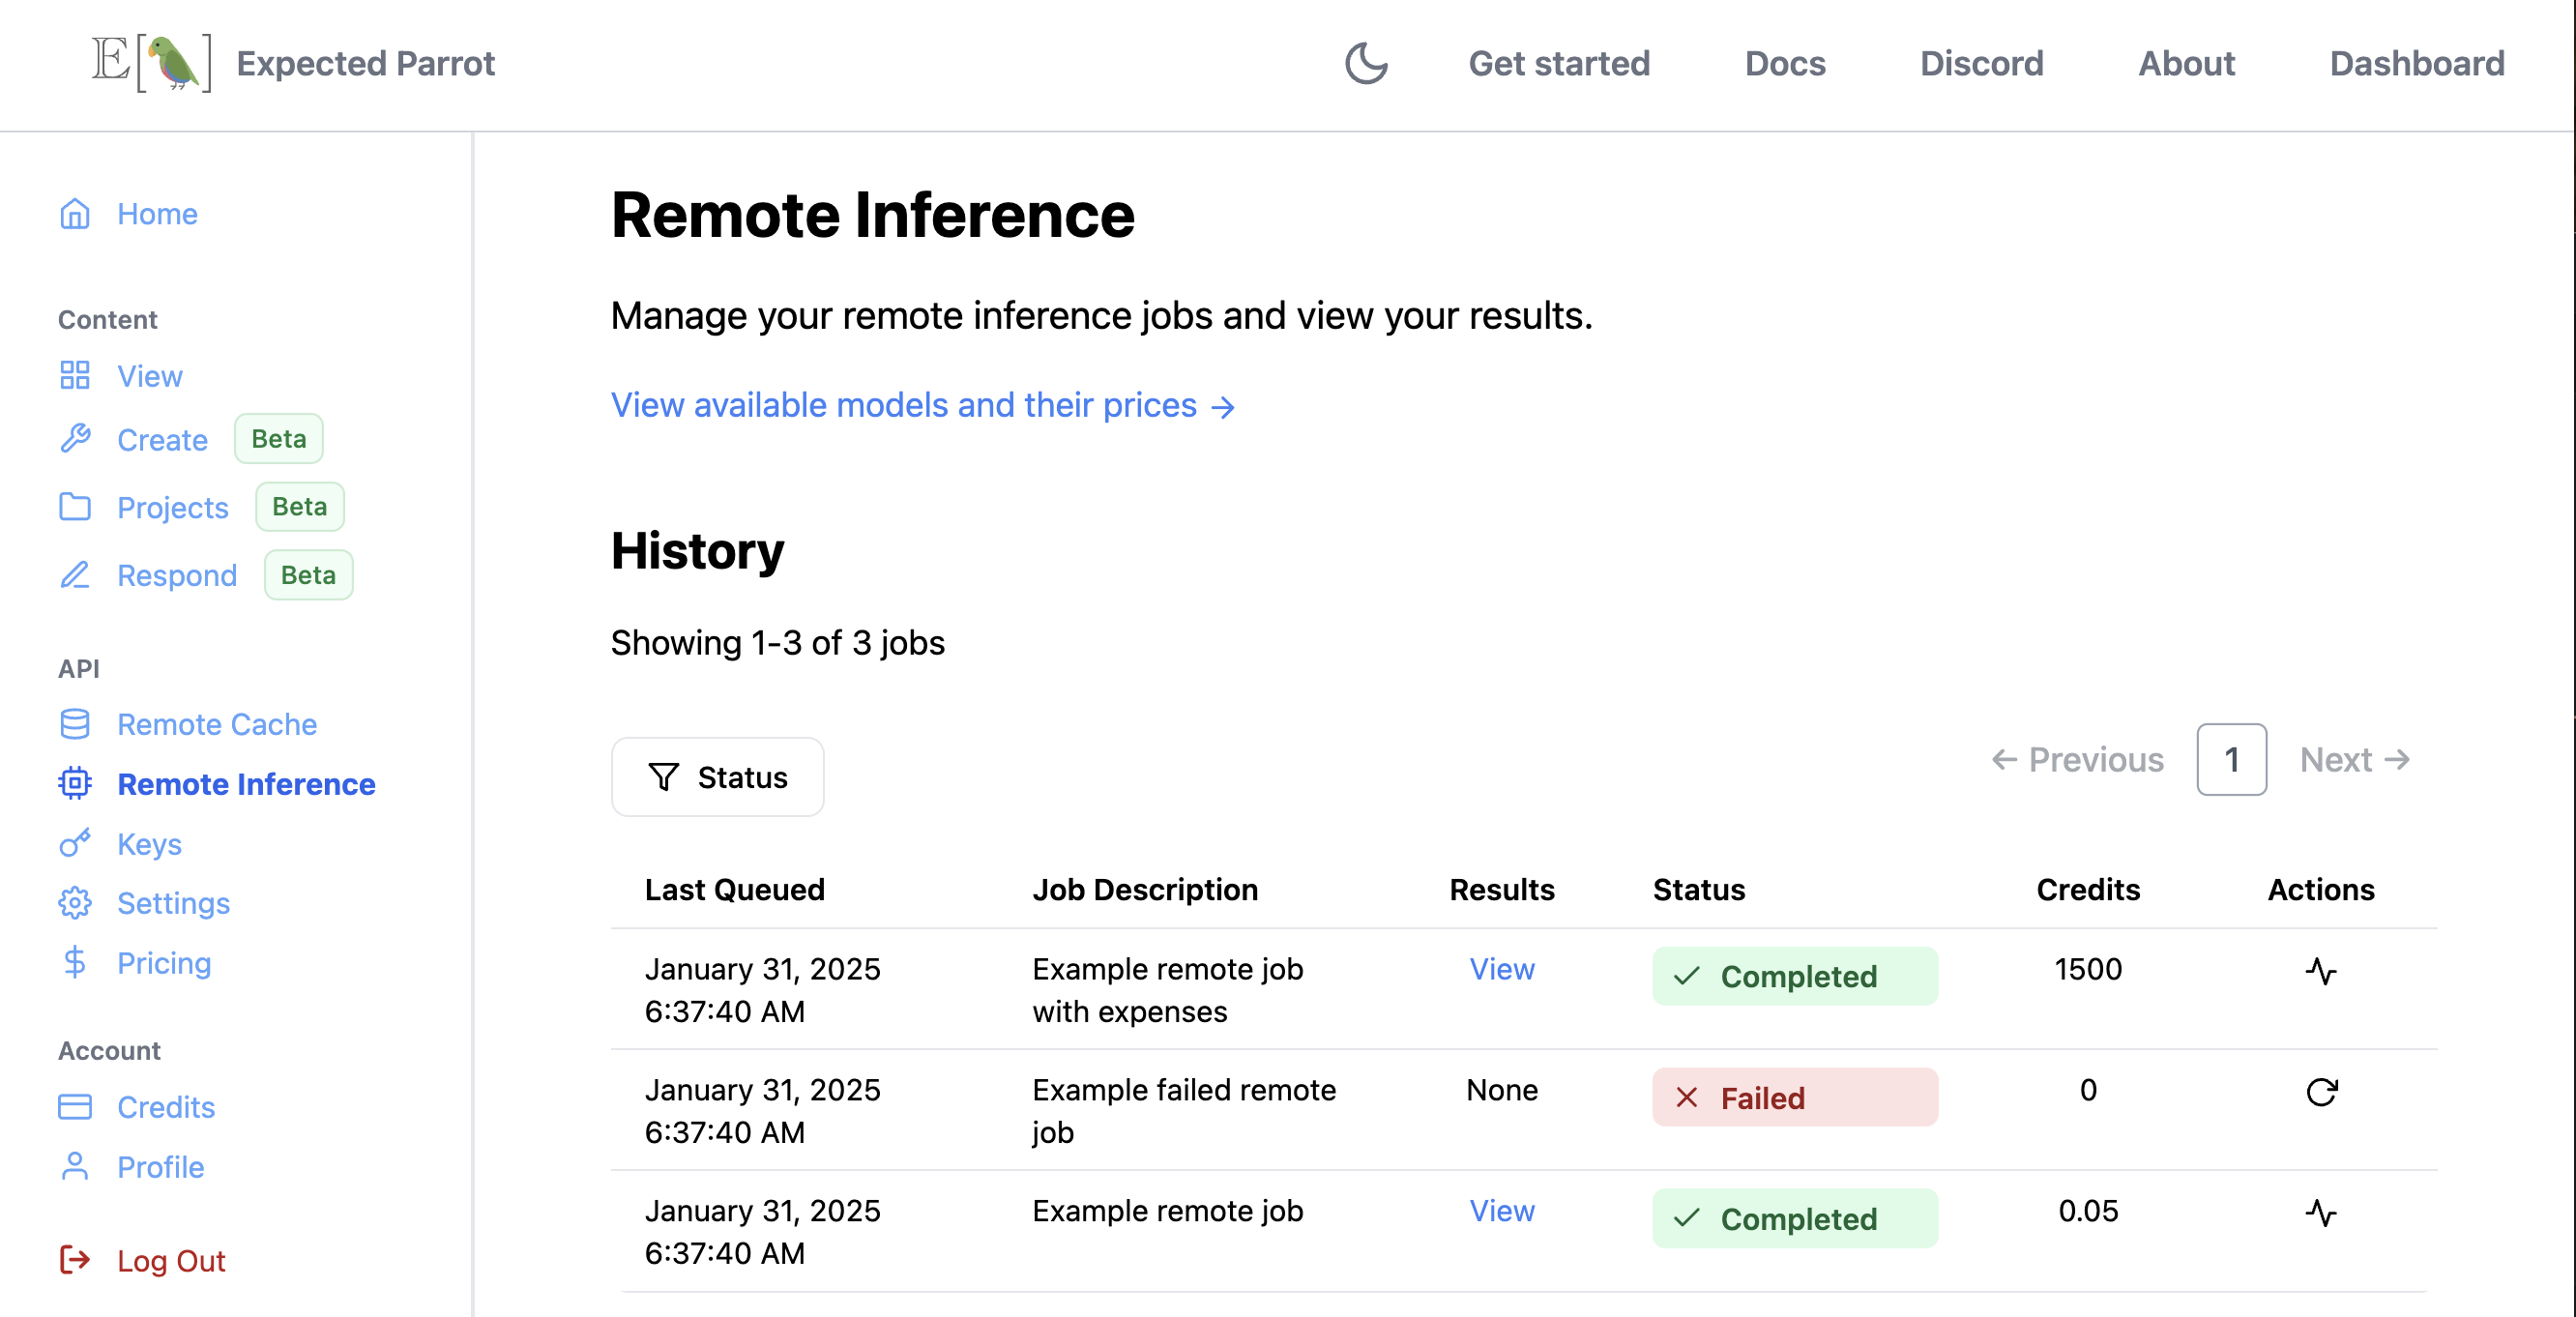 E[ ] Expected Parrot
Get started
Docs
Discord
About
Dashboard
Home
Content
View
Create Beta
Projects Beta
Respond Beta
API
Remote Cache
Remote Inference
Keys
Settings
Pricing
Account
Credits
Profile
Log Out
Remote Inference
Manage your remote inference jobs and view your results.
View available models and their prices →
History
Showing 1-3 of 3 jobs
Status
← Previous 1 Next →
Last Queued Job Description Results Status Credits Actions
January 31, 2025 Example remote job View Completed 1500
6:37:40 AM with expenses
January 31, 2025 Example failed remote None Failed 0
6:37:40 AM job
January 31, 2025 Example remote job View Completed 0.05
6:37:40 AM